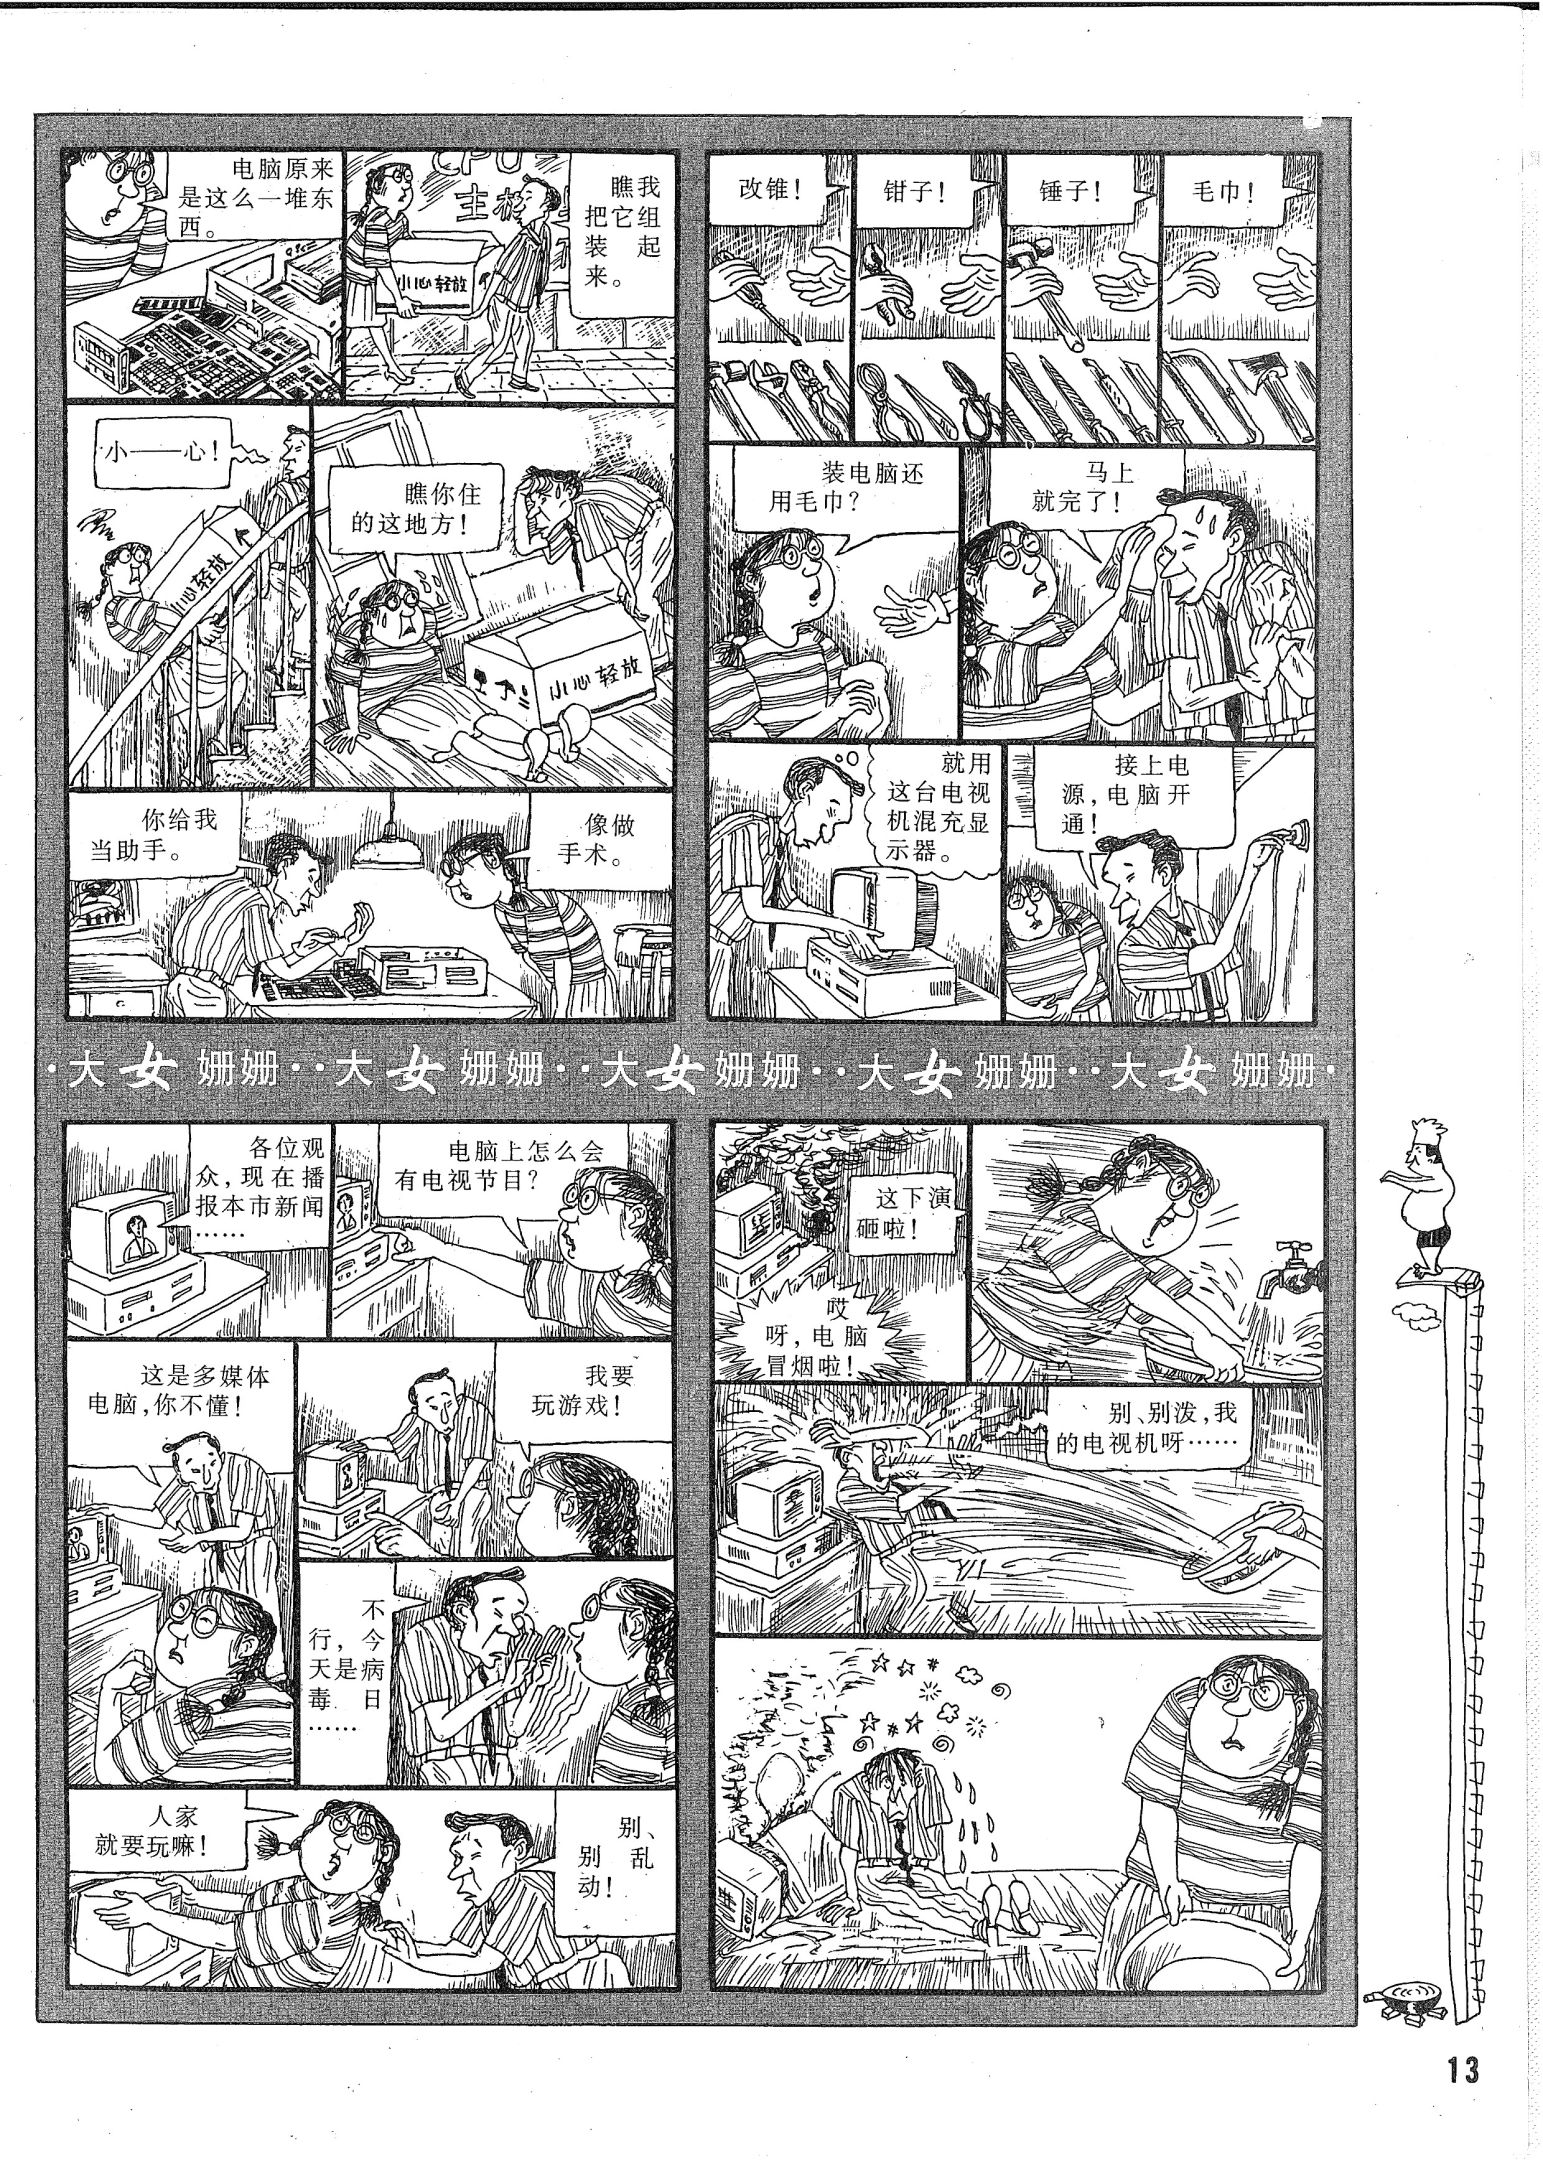 电脑原来
是这么一堆东
西。
CPU
主板
瞧我
把它组
装起
来。
小心轻放
小——心！
小心轻放
瞧你住
的这地方！
小心轻放
你给我
当助手。
像做
手术。
改锥！
钳子！
锤子！
毛巾！
装电脑还
用毛巾？
马上
就完了！
就用
这台电视
机混充显
示器。
接上电
源，电脑开
通！
·大女姗姗··大女姗姗··大女姗姗··大女姗姗··大女姗姗·
各位观
众，现在播
报本市新闻
……
电脑上怎么会
有电视节目？
这是多媒体
电脑，你不懂！
我要
玩游戏！
不
行，今
天是病
毒日
……
人家
就要玩嘛！
别、
别乱
动！
这下演
砸啦！
哎
呀，电脑
冒烟啦！
别、别泼，我
的电视机呀……
13